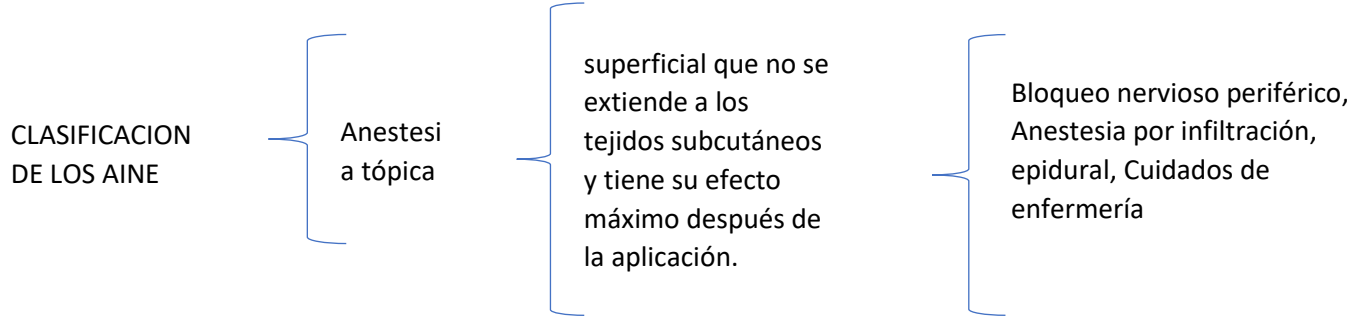 CLASIFICACION
DE LOS AINE
Anestesi
a tópica
superficial que no se
extiende a los
tejidos subcutáneos
y tiene su efecto
máximo después de
la aplicación.
Bloqueo nervioso periférico,
Anestesia por infiltración,
epidural, Cuidados de
enfermería